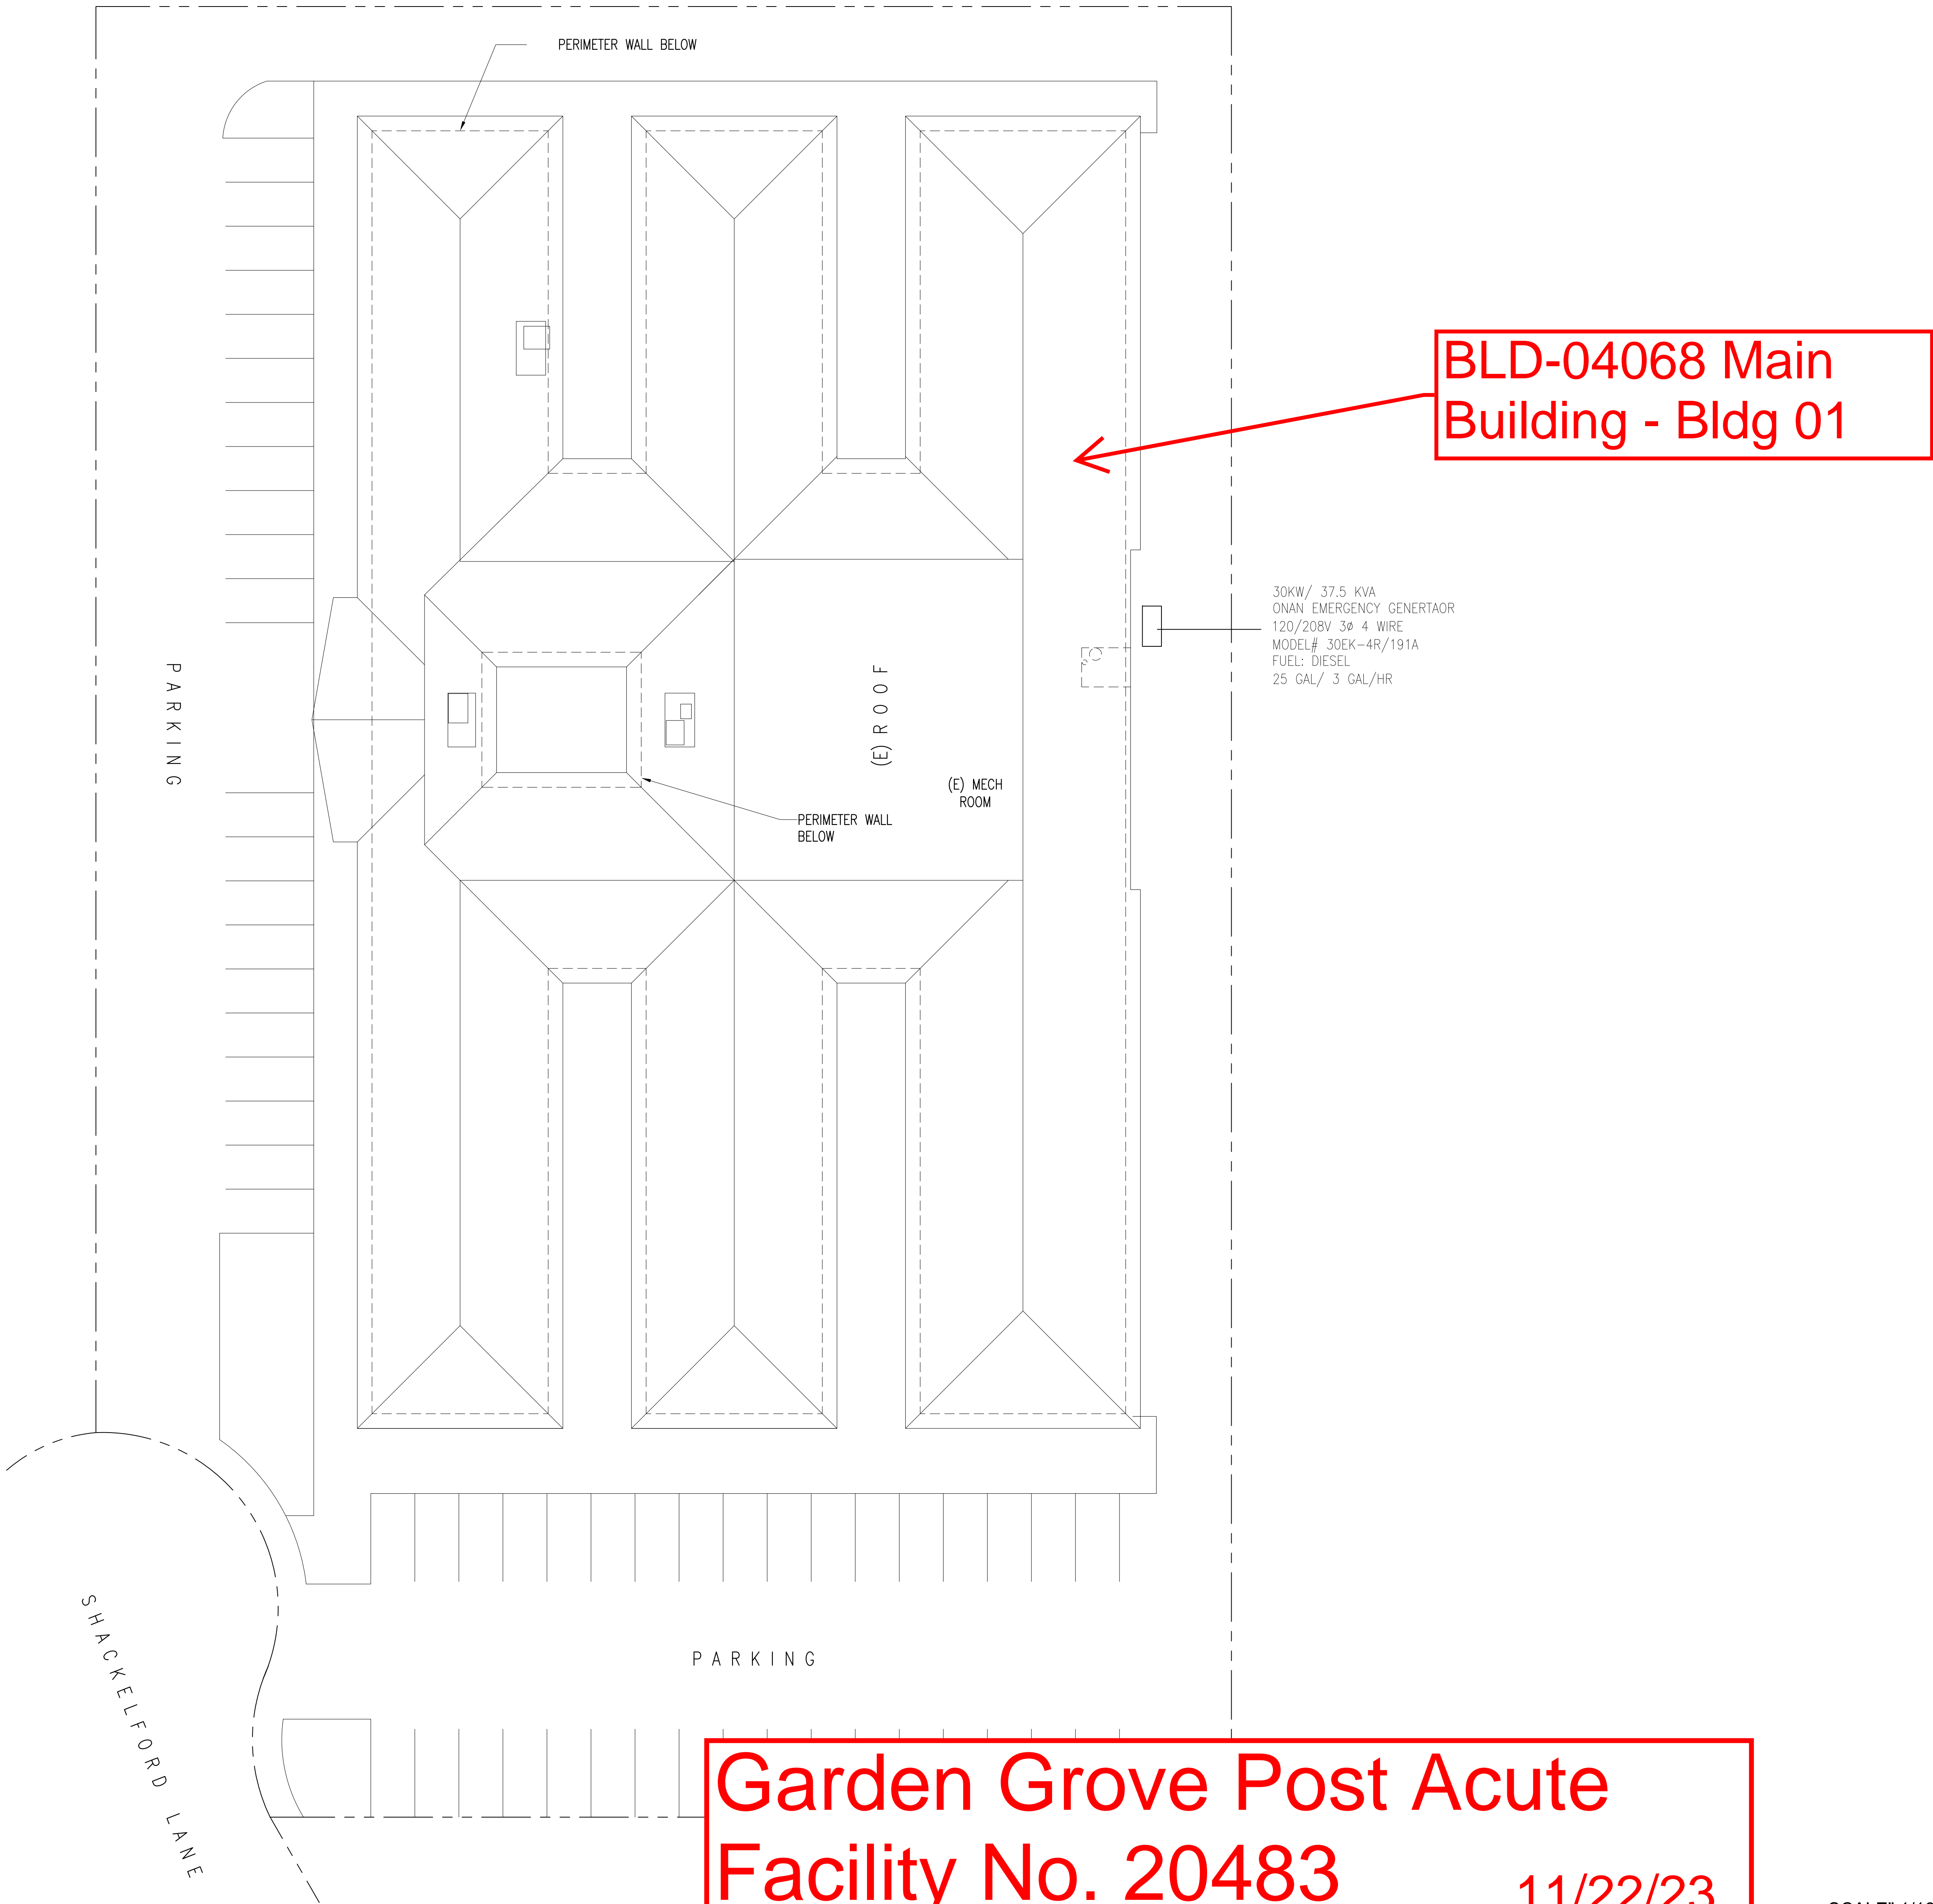 PERIMETER WALL BELOW
BLD-04068 Main
Building - Bldg 01
30KW/ 37.5 KVA
ONAN EMERGENCY GENERTAOR
120/208V 3ø 4 WIRE
MODEL# 30EK-4R/191A
FUEL: DIESEL
25 GAL/ 3 GAL/HR
PARKING
(E) ROOF
(E) MECH
ROOM
PERIMETER WALL
BELOW
SHACKELFORD LANE
PARKING
Garden Grove Post Acute
Facility No. 20483
11/22/23